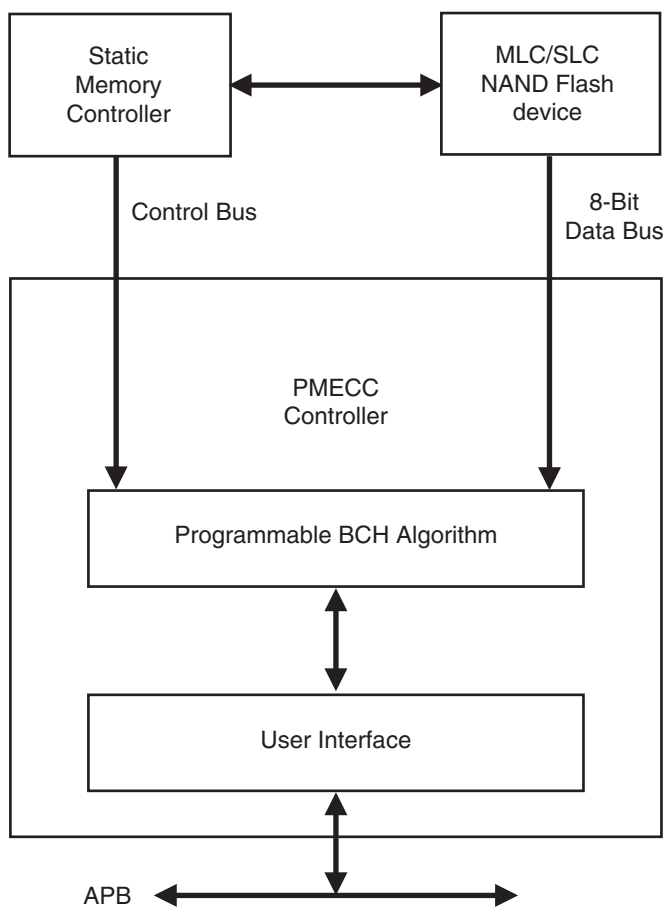 Static
Memory
Controller
MLC/SLC
NAND Flash
device
Control Bus
8-Bit
Data Bus
PMECC
Controller
Programmable BCH Algorithm
User Interface
APB